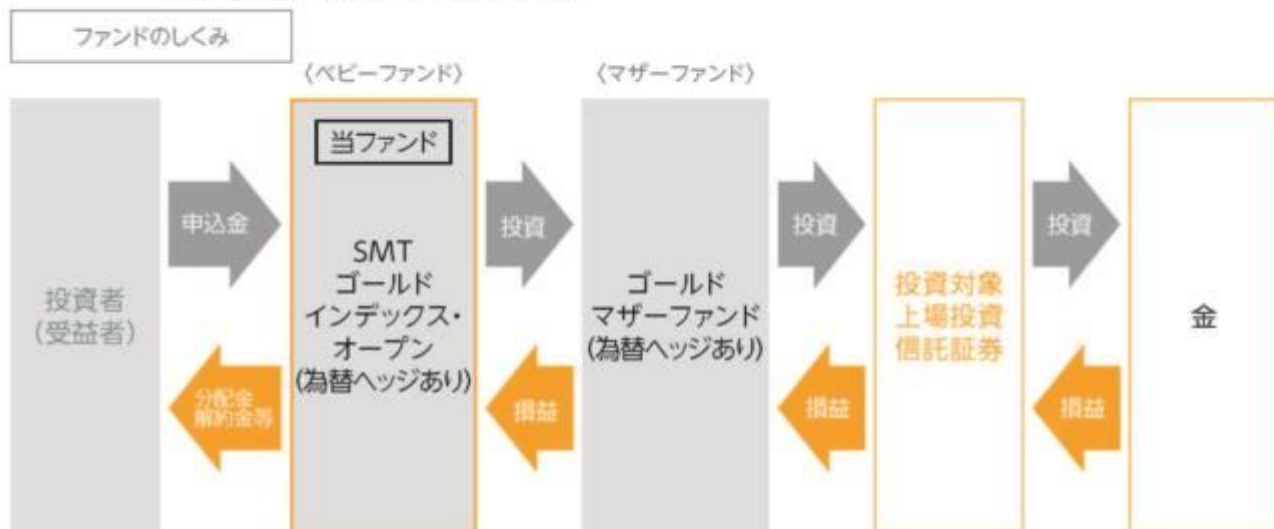 ファンドのしくみ
〈ベビーファンド〉
〈マザーファンド〉
投資者
(受益者)
申込金
分配金
解約金等
当ファンド
SMT
ゴールド
インデックス・
オープン
(為替ヘッジあり)
投資
損益
ゴールド
マザーファンド
(為替ヘッジあり)
投資
損益
投資対象
上場投資
信託証券
投資
損益
金